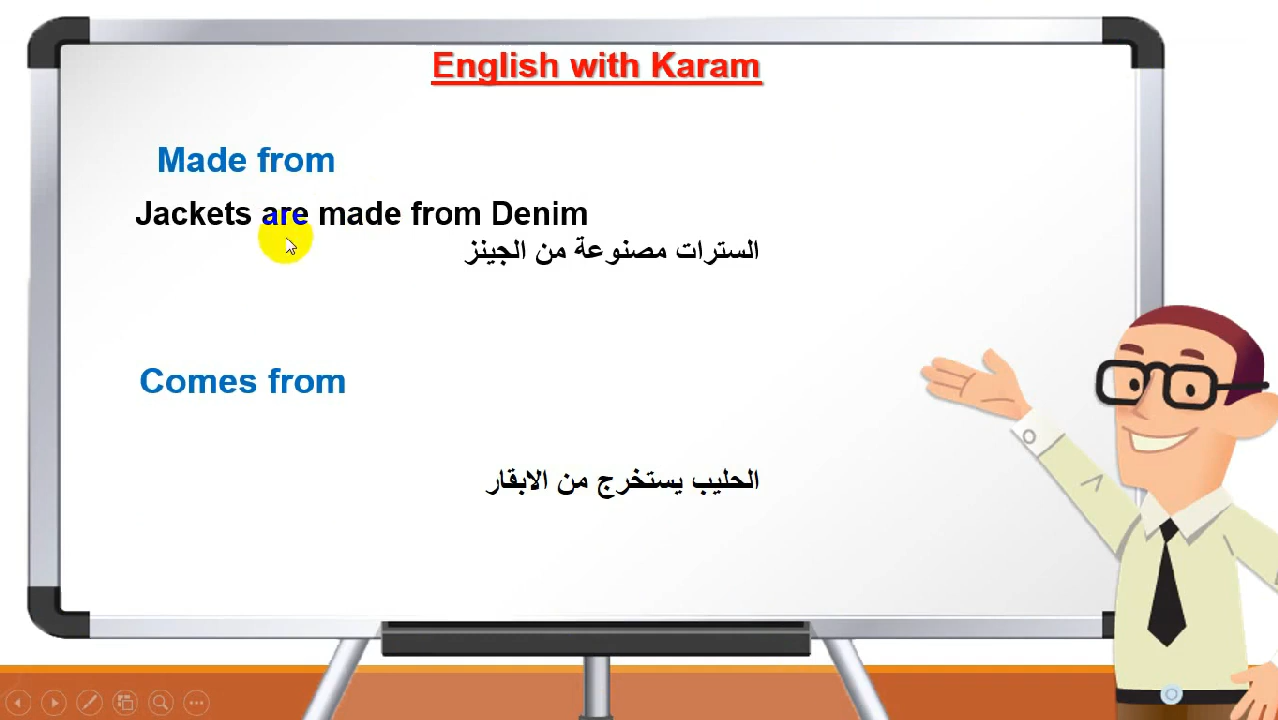 English with Karam
Made from
Jackets are made from Denim
السترات مصنوعة من الجينز
Comes from
الحليب يستخرج من الابقار